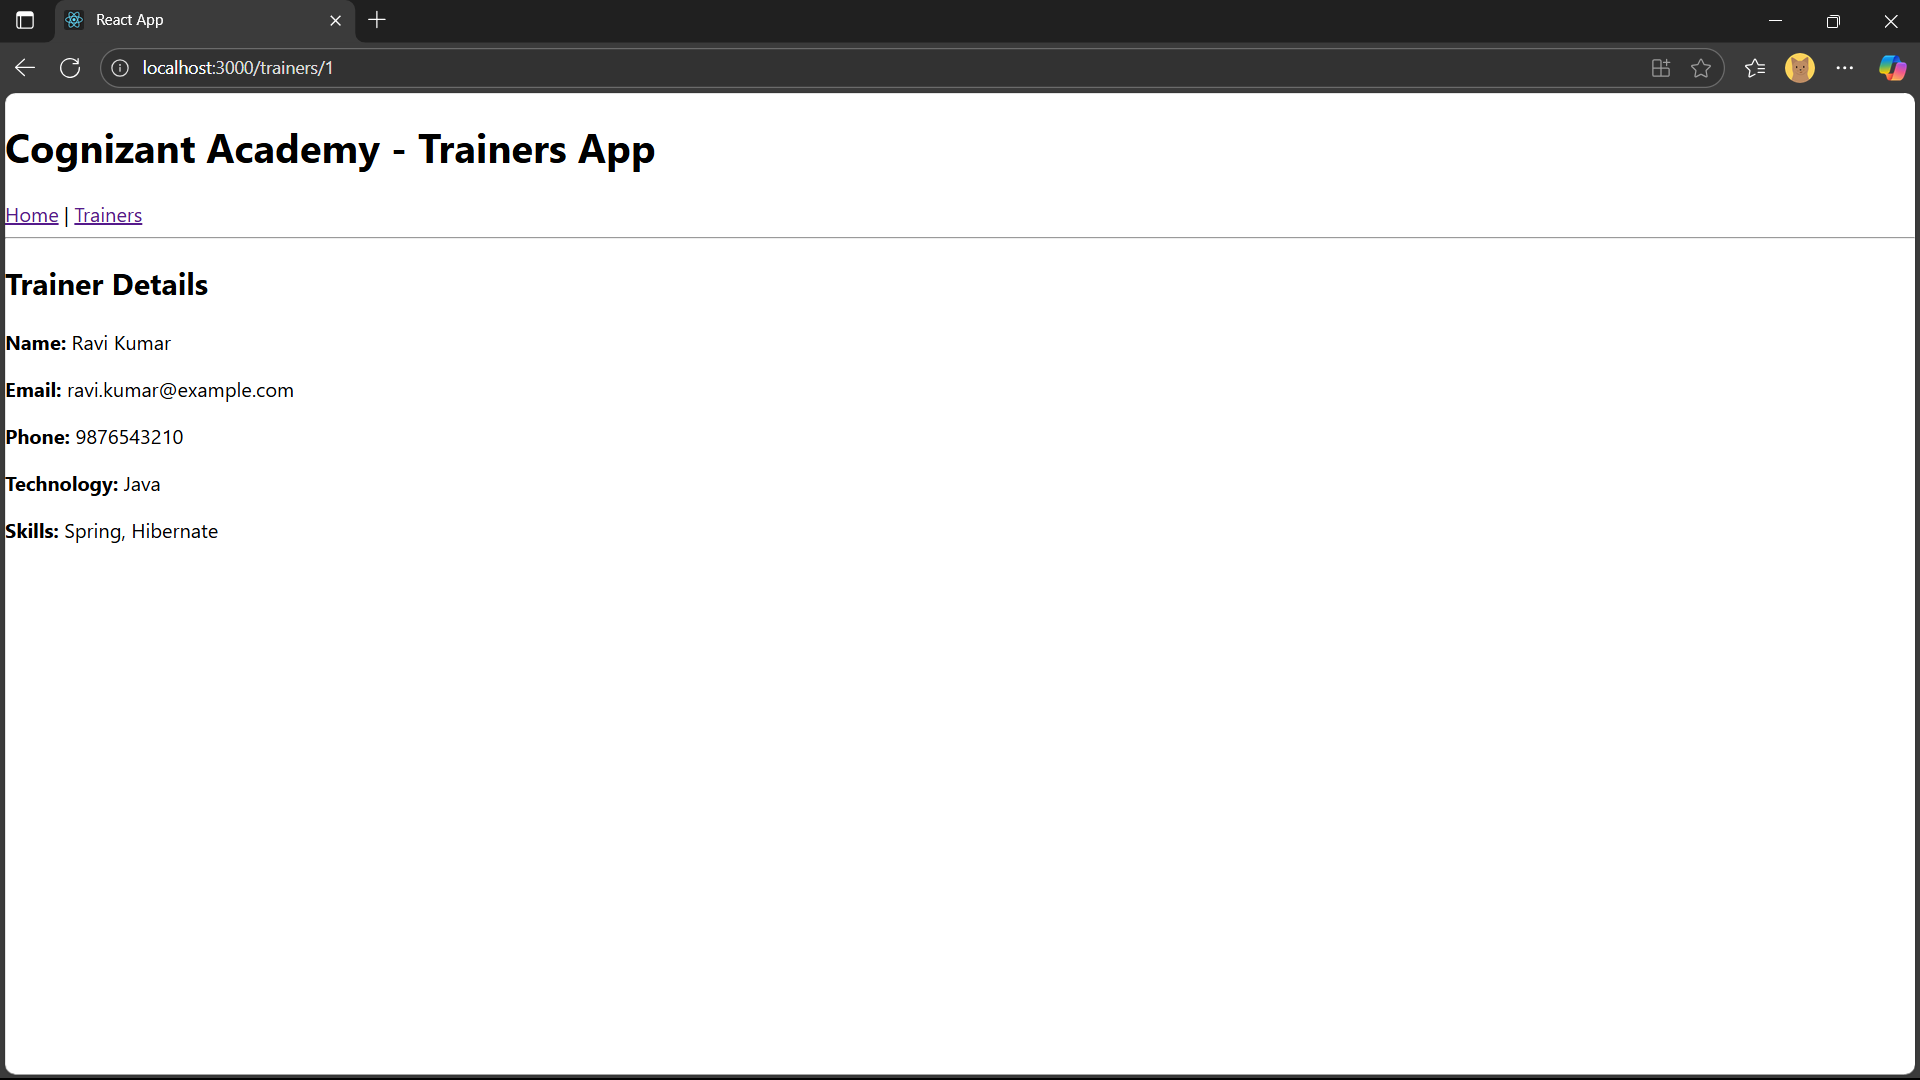 React App
localhost:3000/trainers/1
Cognizant Academy - Trainers App
Home | Trainers
Trainer Details
Name: Ravi Kumar
Email: ravi.kumar@example.com
Phone: 9876543210
Technology: Java
Skills: Spring, Hibernate